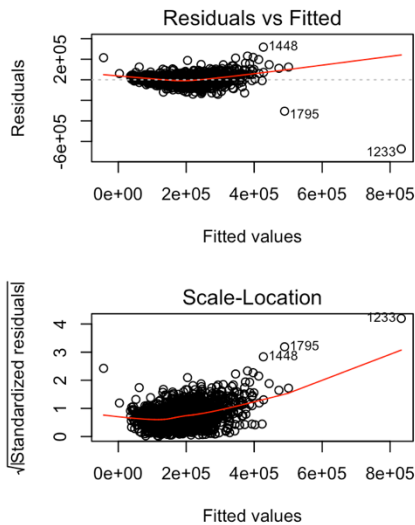 Residuals vs Fitted
Residuals
2e+05
-6e+05
1448
1795
1233
0e+00 2e+05 4e+05 6e+05 8e+05
Fitted values
Scale-Location
√|Standardized residuals|
4
3
2
1
0
1233
1795
1448
0e+00 2e+05 4e+05 6e+05 8e+05
Fitted values